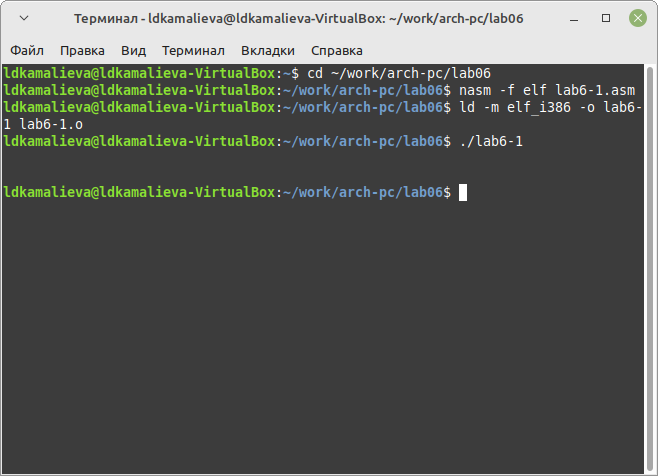 Терминал - ldkamalieva@ldkamalieva-VirtualBox: ~/work/arch-pc/lab06
Файл Правка Вид Терминал Вкладки Справка
ldkamalieva@ldkamalieva-VirtualBox:~$ cd ~/work/arch-pc/lab06
ldkamalieva@ldkamalieva-VirtualBox:~/work/arch-pc/lab06$ nasm -f elf lab6-1.asm
ldkamalieva@ldkamalieva-VirtualBox:~/work/arch-pc/lab06$ ld -m elf_i386 -o lab6-
1 lab6-1.o
ldkamalieva@ldkamalieva-VirtualBox:~/work/arch-pc/lab06$ ./lab6-1
ldkamalieva@ldkamalieva-VirtualBox:~/work/arch-pc/lab06$